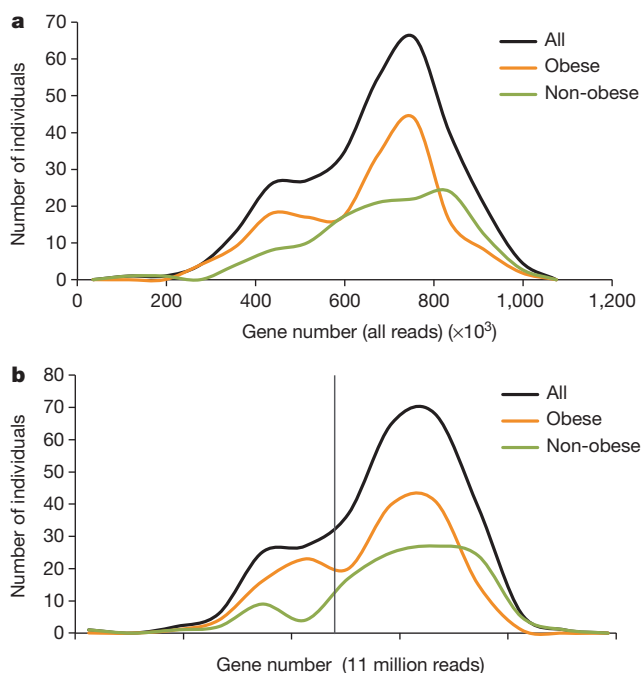 a
70
60
50
40
30
20
10
0
Number of individuals
All
Obese
Non-obese
0 200 400 600 800 1,000 1,200
Gene number (all reads) (×10³)
b
80
70
60
50
40
30
20
10
0
Number of individuals
All
Obese
Non-obese
Gene number (11 million reads)